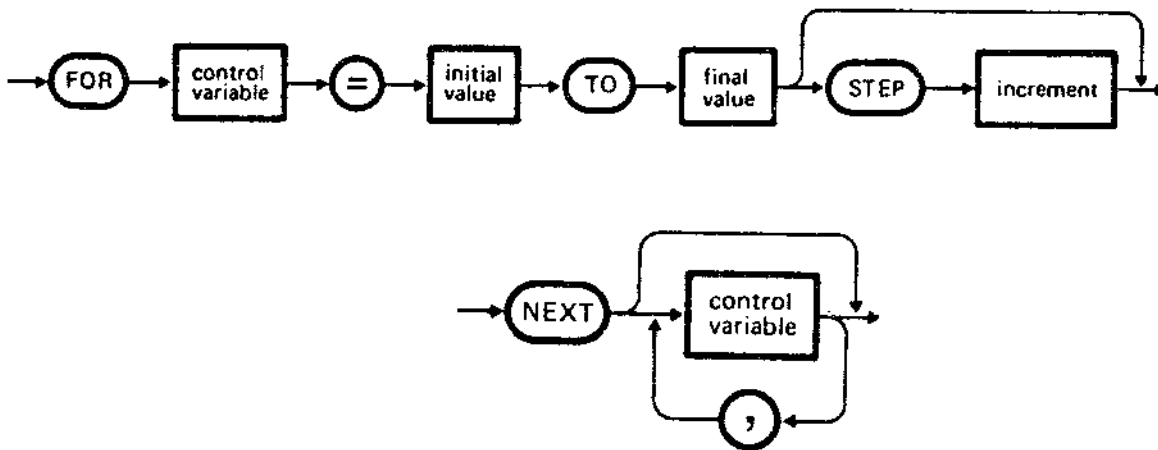 FOR
control
variable
=
initial
value
TO
final
value
STEP
increment
NEXT
control
variable
,